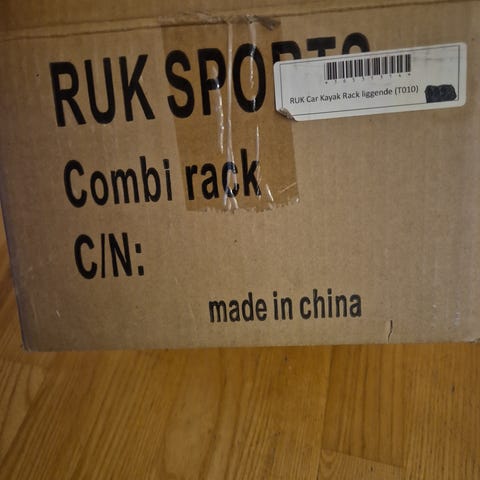 RUK SPORTS
RUK Car Kayak Rack liggende (T010)
Combi rack
C/N:
made in china